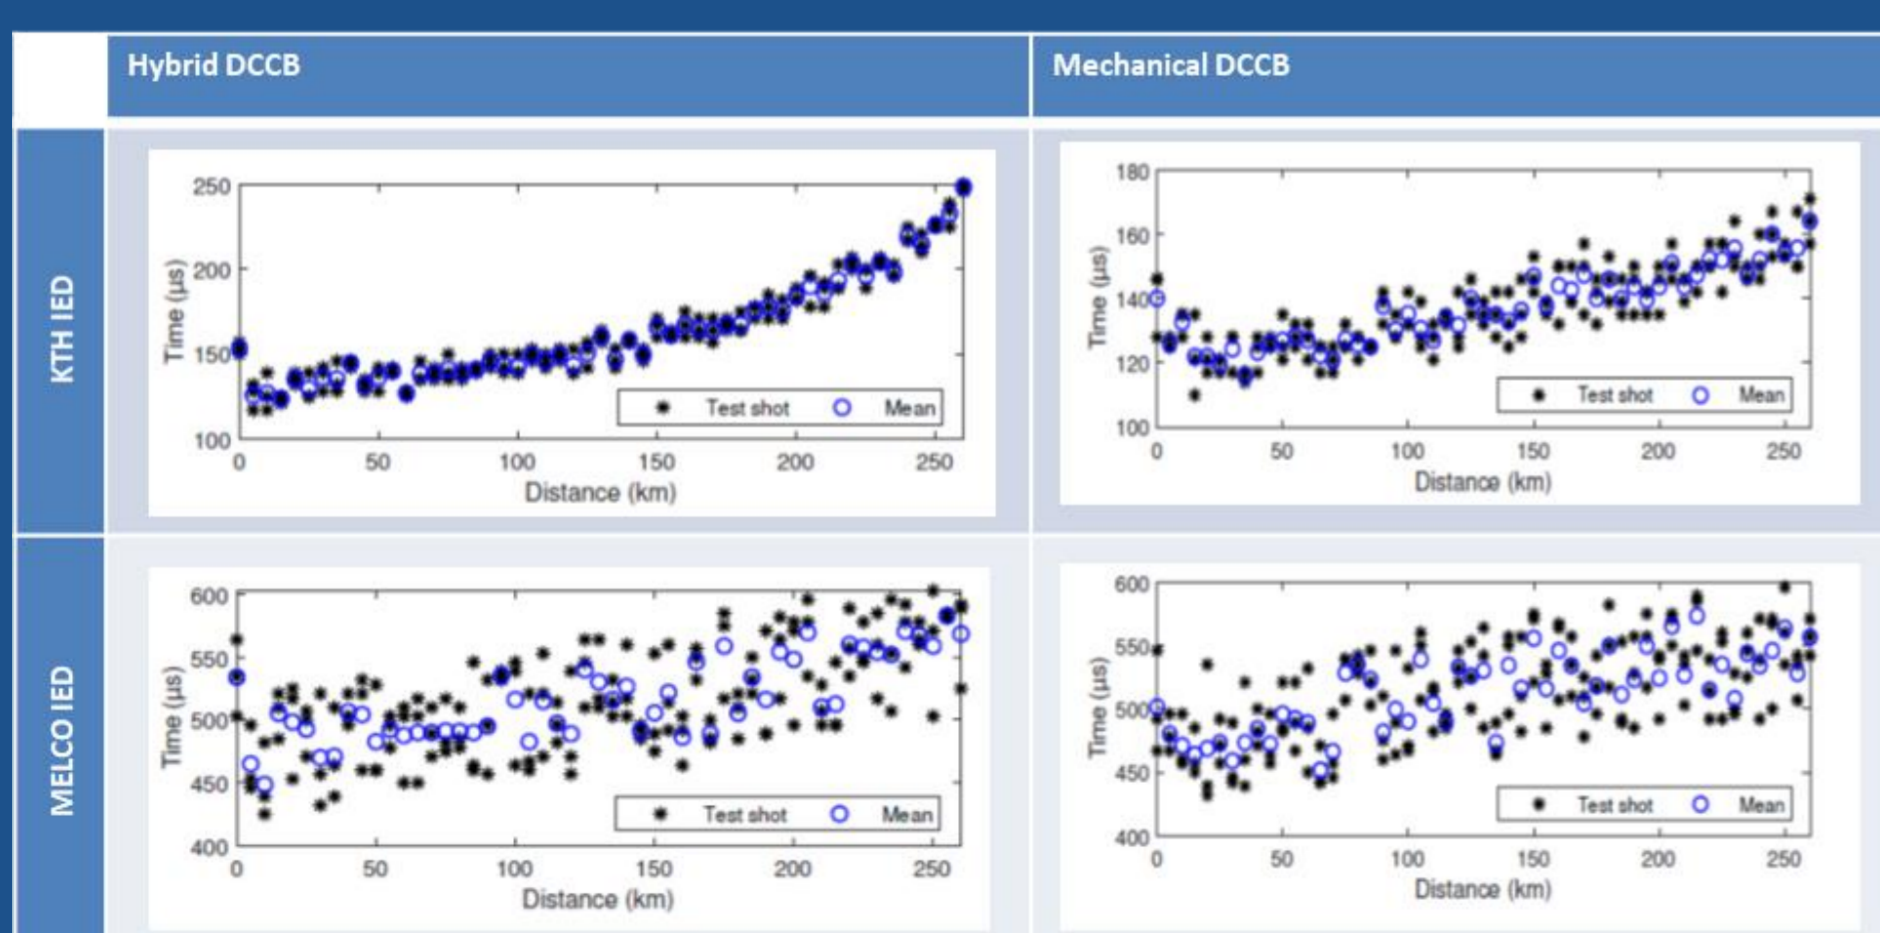 Hybrid DCCB
Mechanical DCCB
KTH IED
250
200
150
100
Time (µs)
0 50 100 150 200 250
Distance (km)
Test shot Mean
180
160
140
120
100
Time (µs)
0 50 100 150 200 250
Distance (km)
Test shot Mean
MELCO IED
600
550
500
450
400
Time (µs)
0 50 100 150 200 250
Distance (km)
Test shot Mean
600
550
500
450
400
Time (µs)
0 50 100 150 200 250
Distance (km)
Test shot Mean